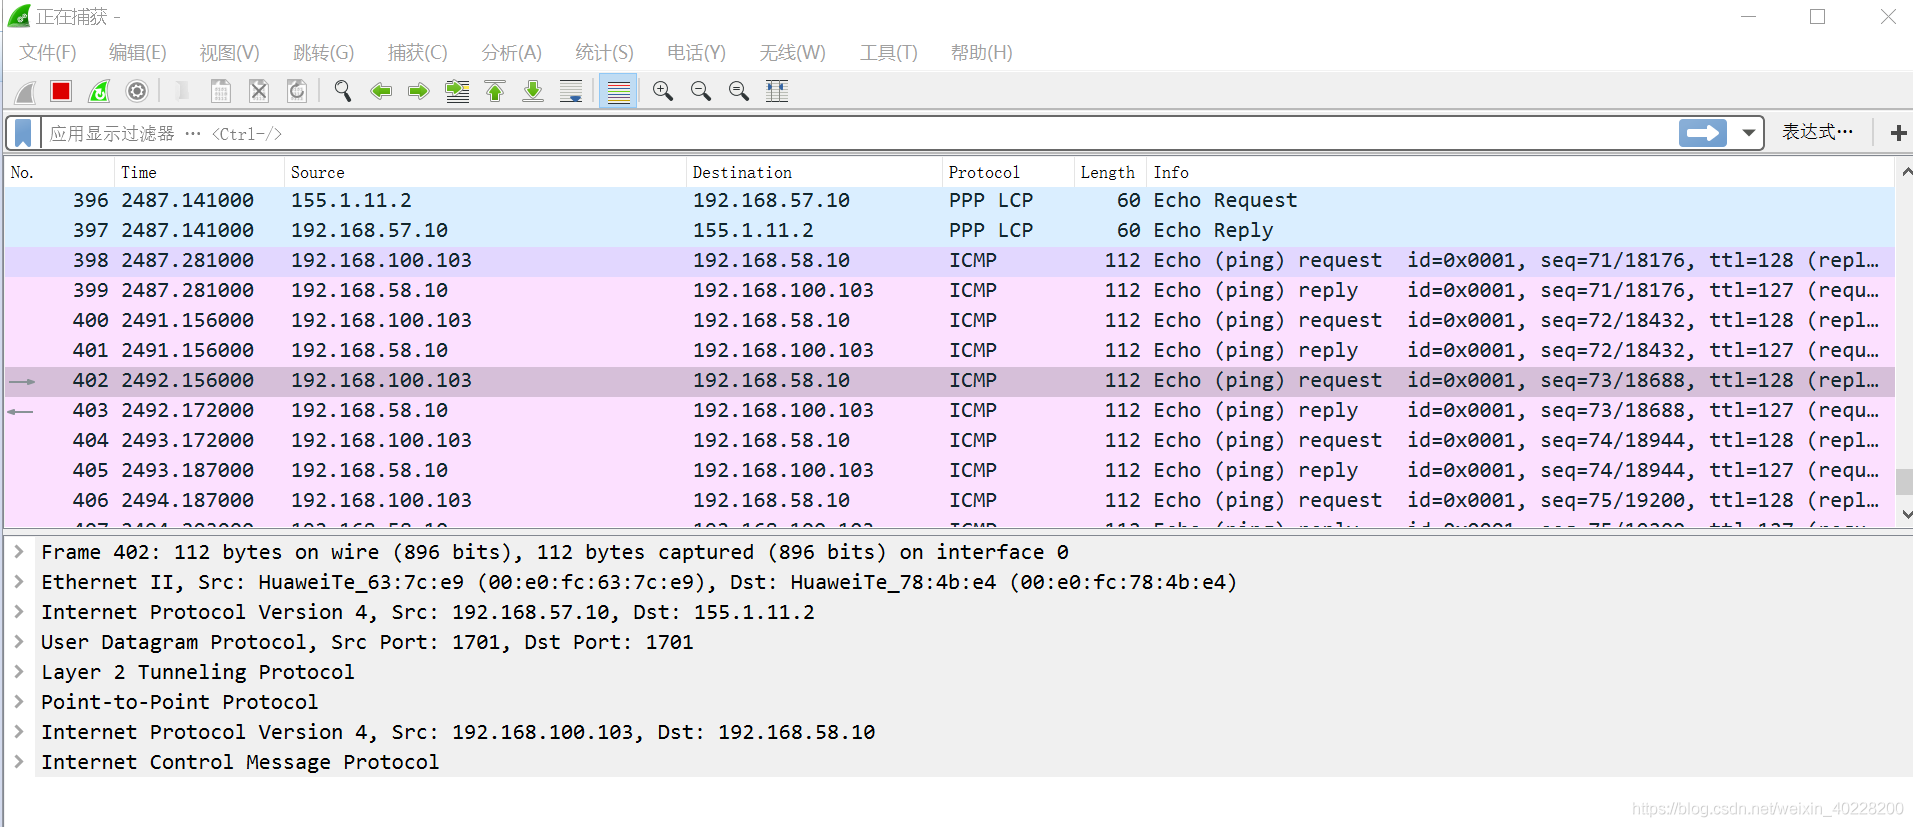 正在捕获 -
文件(F) 编辑(E) 视图(V) 跳转(G) 捕获(C) 分析(A) 统计(S) 电话(Y) 无线(W) 工具(T) 帮助(H)
应用显示过滤器 … <Ctrl-/> 表达式… +
No. Time Source Destination Protocol Length Info
396 2487.141000 155.1.11.2 192.168.57.10 PPP LCP 60 Echo Request
397 2487.141000 192.168.57.10 155.1.11.2 PPP LCP 60 Echo Reply
398 2487.281000 192.168.100.103 192.168.58.10 ICMP 112 Echo (ping) request id=0x0001, seq=71/18176, ttl=128 (repl…
399 2487.281000 192.168.58.10 192.168.100.103 ICMP 112 Echo (ping) reply id=0x0001, seq=71/18176, ttl=127 (requ…
400 2491.156000 192.168.100.103 192.168.58.10 ICMP 112 Echo (ping) request id=0x0001, seq=72/18432, ttl=128 (repl…
401 2491.156000 192.168.58.10 192.168.100.103 ICMP 112 Echo (ping) reply id=0x0001, seq=72/18432, ttl=127 (requ…
402 2492.156000 192.168.100.103 192.168.58.10 ICMP 112 Echo (ping) request id=0x0001, seq=73/18688, ttl=128 (repl…
403 2492.172000 192.168.58.10 192.168.100.103 ICMP 112 Echo (ping) reply id=0x0001, seq=73/18688, ttl=127 (requ…
404 2493.172000 192.168.100.103 192.168.58.10 ICMP 112 Echo (ping) request id=0x0001, seq=74/18944, ttl=128 (repl…
405 2493.187000 192.168.58.10 192.168.100.103 ICMP 112 Echo (ping) reply id=0x0001, seq=74/18944, ttl=127 (requ…
406 2494.187000 192.168.100.103 192.168.58.10 ICMP 112 Echo (ping) request id=0x0001, seq=75/19200, ttl=128 (repl…
Frame 402: 112 bytes on wire (896 bits), 112 bytes captured (896 bits) on interface 0
Ethernet II, Src: HuaweiTe_63:7c:e9 (00:e0:fc:63:7c:e9), Dst: HuaweiTe_78:4b:e4 (00:e0:fc:78:4b:e4)
Internet Protocol Version 4, Src: 192.168.57.10, Dst: 155.1.11.2
User Datagram Protocol, Src Port: 1701, Dst Port: 1701
Layer 2 Tunneling Protocol
Point-to-Point Protocol
Internet Protocol Version 4, Src: 192.168.100.103, Dst: 192.168.58.10
Internet Control Message Protocol
https://blog.csdn.net/weixin_40228200